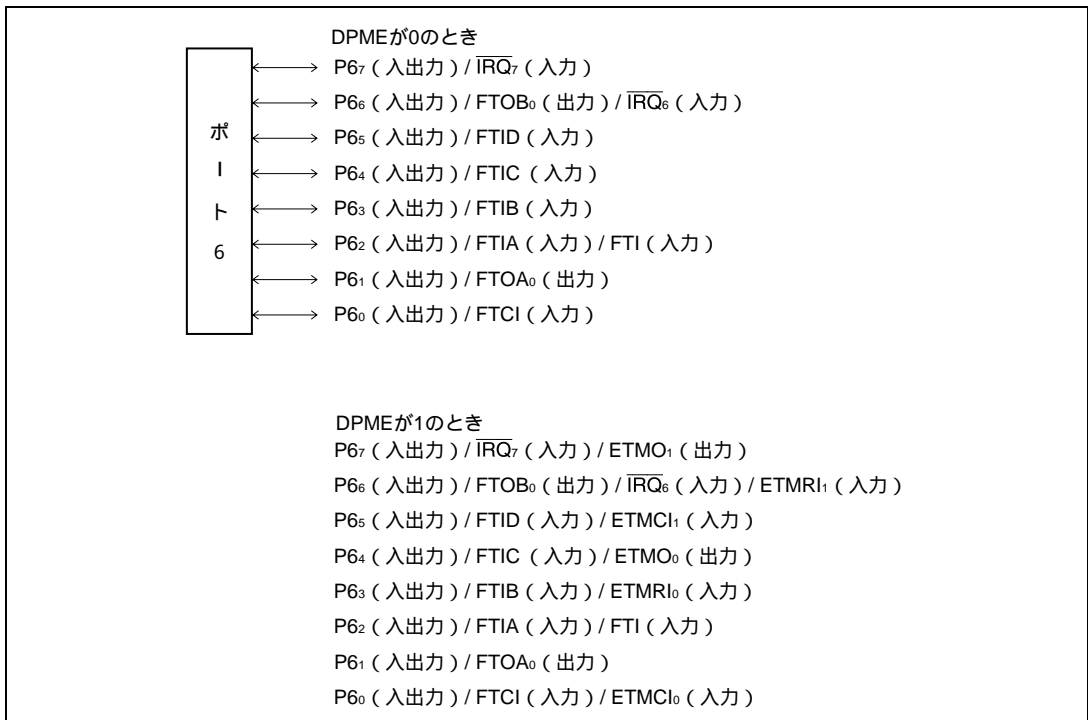 DPMEが0のとき
ポート6
P6₇(入出力)/ I̅R̅Q̅₇(入力)
P6₆(入出力)/ FTOB₀(出力)/ I̅R̅Q̅₆(入力)
P6₅(入出力)/ FTID(入力)
P6₄(入出力)/ FTIC (入力)
P6₃(入出力)/ FTIB(入力)
P6₂(入出力)/ FTIA(入力)/ FTI(入力)
P6₁(入出力)/ FTOA₀(出力)
P6₀(入出力)/ FTCI(入力)
DPMEが1のとき
P6₇(入出力)/ I̅R̅Q̅₇(入力)/ ETMO₁(出力)
P6₆(入出力)/ FTOB₀(出力)/ I̅R̅Q̅₆(入力)/ ETMRI₁(入力)
P6₅(入出力)/ FTID(入力)/ ETMCI₁(入力)
P6₄(入出力)/ FTIC (入力)/ ETMO₀(出力)
P6₃(入出力)/ FTIB(入力)/ ETMRI₀(入力)
P6₂(入出力)/ FTIA(入力)/ FTI(入力)
P6₁(入出力)/ FTOA₀(出力)
P6₀(入出力)/ FTCI(入力)/ ETMCI₀(入力)